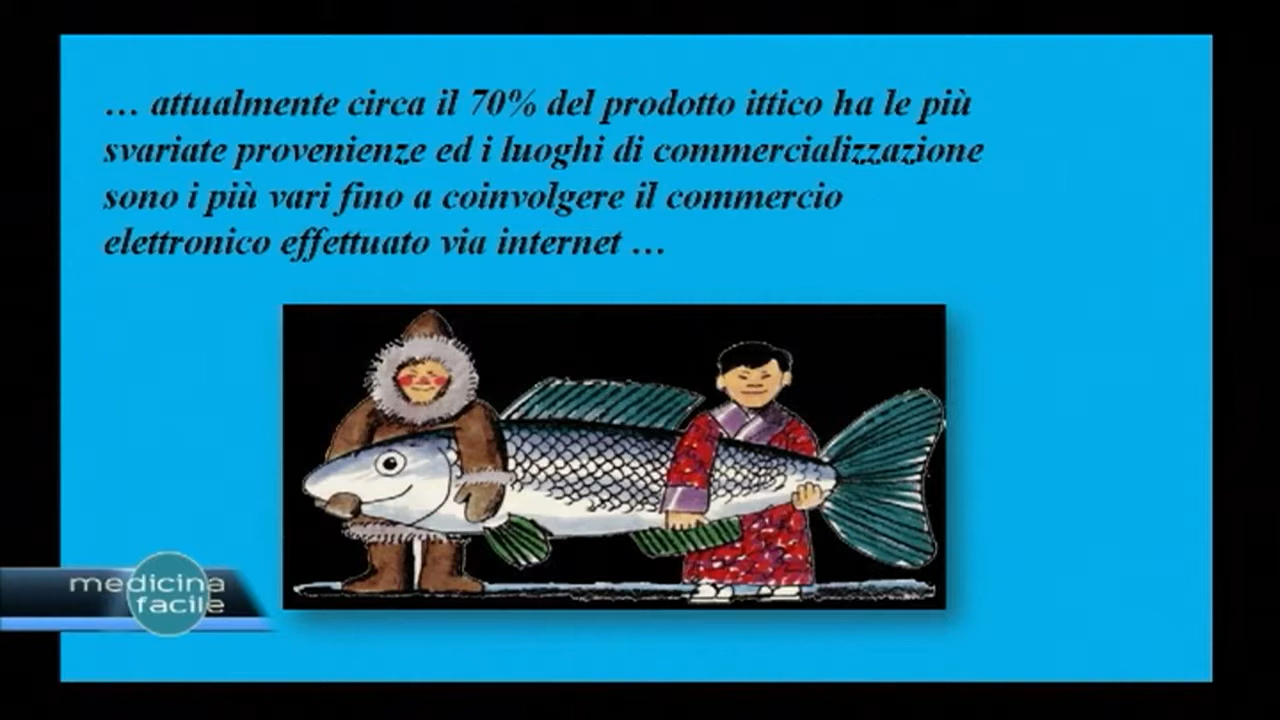 … attualmente circa il 70% del prodotto ittico ha le più
svariate provenienze ed i luoghi di commercializzazione
sono i più vari fino a coinvolgere il commercio
elettronico effettuato via internet …
medicina
facile